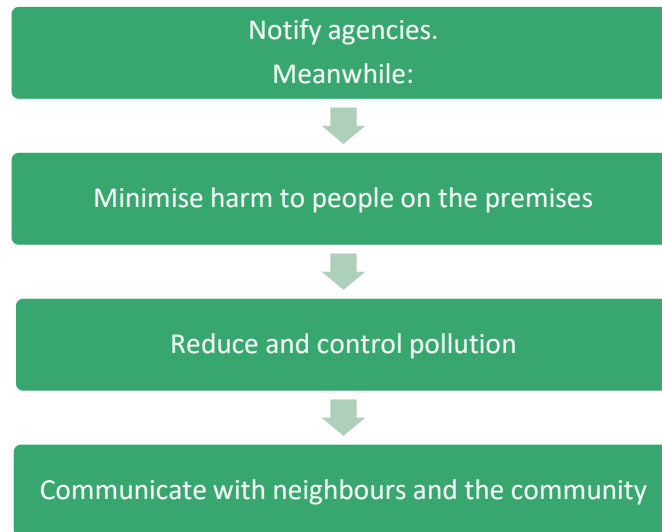 Notify agencies.
Meanwhile:
Minimise harm to people on the premises
Reduce and control pollution
Communicate with neighbours and the community